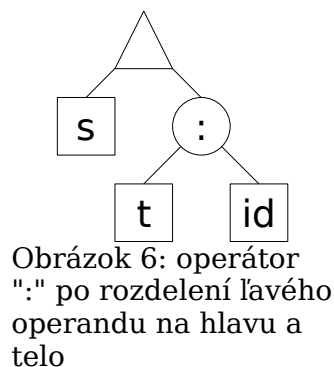 s
:
t id
Obrázok 6: operátor
":" po rozdelení ľavého
operandu na hlavu a
telo